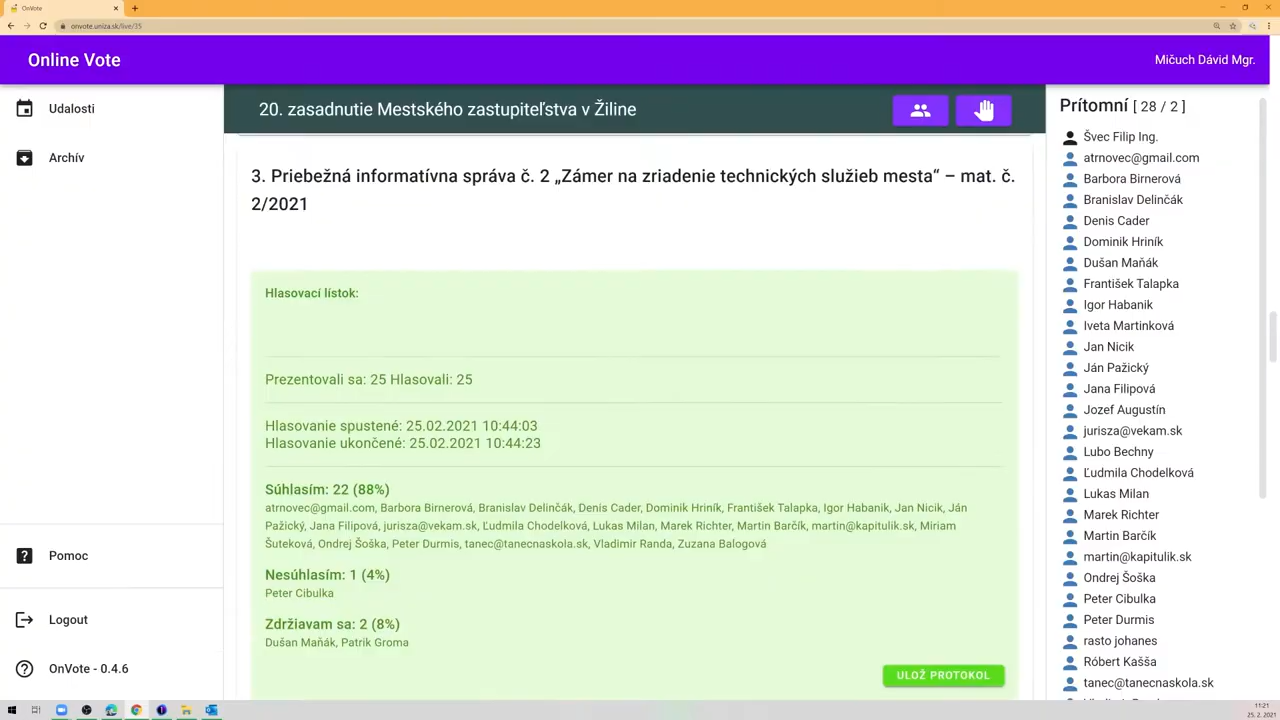 OnVote
onvote.uniza.sk/live/35
Online Vote
Mičuch Dávid Mgr.
Udalosti
Archív
Pomoc
Logout
OnVote - 0.4.6
20. zasadnutie Mestského zastupiteľstva v Žiline
3. Priebežná informatívna správa č. 2 „Zámer na zriadenie technických služieb mesta“ – mat. č.
2/2021
Hlasovací lístok:
Prezentovali sa: 25 Hlasovali: 25
Hlasovanie spustené: 25.02.2021 10:44:03
Hlasovanie ukončené: 25.02.2021 10:44:23
Súhlasím: 22 (88%)
atrnovec@gmail.com, Barbora Birnerová, Branislav Delinčák, Denis Cader, Dominik Hriník, František Talapka, Igor Habanik, Jan Nicik, Ján
Pažický, Jana Filipová, jurisza@vekam.sk, Ľudmila Chodelková, Lukas Milan, Marek Richter, Martin Barčík, martin@kapitulik.sk, Miriam
Šuteková, Ondrej Šoška, Peter Durmis, tanec@tanecnaskola.sk, Vladimir Randa, Zuzana Balogová
Nesúhlasím: 1 (4%)
Peter Cibulka
Zdržiavam sa: 2 (8%)
Dušan Maňák, Patrik Groma
ULOŽ PROTOKOL
Prítomní [ 28 / 2 ]
Švec Filip Ing.
atrnovec@gmail.com
Barbora Birnerová
Branislav Delinčák
Denis Cader
Dominik Hriník
Dušan Maňák
František Talapka
Igor Habanik
Iveta Martinková
Jan Nicik
Ján Pažický
Jana Filipová
Jozef Augustín
jurisza@vekam.sk
Lubo Bechny
Ľudmila Chodelková
Lukas Milan
Marek Richter
Martin Barčík
martin@kapitulik.sk
Ondrej Šoška
Peter Cibulka
Peter Durmis
rasto johanes
Róbert Kašša
tanec@tanecnaskola.sk
11:21
25. 2. 2021